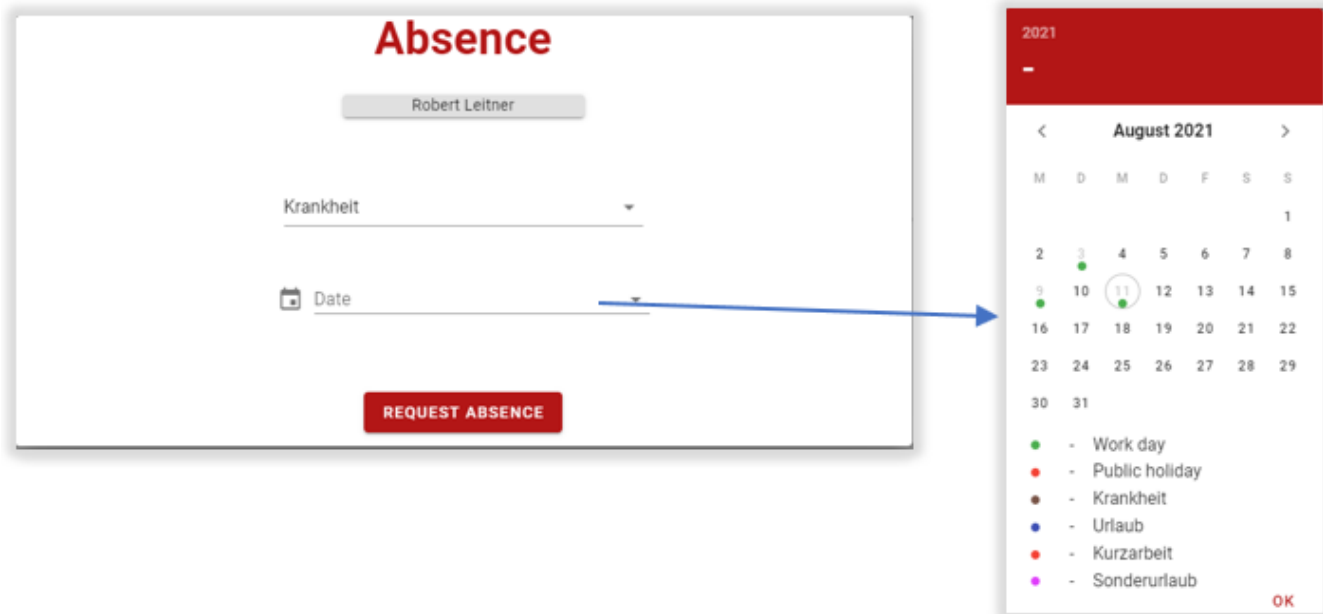 Absence
Robert Leitner
Krankheit
Date
REQUEST ABSENCE
2021
-
< August 2021 >
M D M D F S S
1
2 3 4 5 6 7 8
9 10 11 12 13 14 15
16 17 18 19 20 21 22
23 24 25 26 27 28 29
30 31
- Work day
- Public holiday
- Krankheit
- Urlaub
- Kurzarbeit
- Sonderurlaub
OK